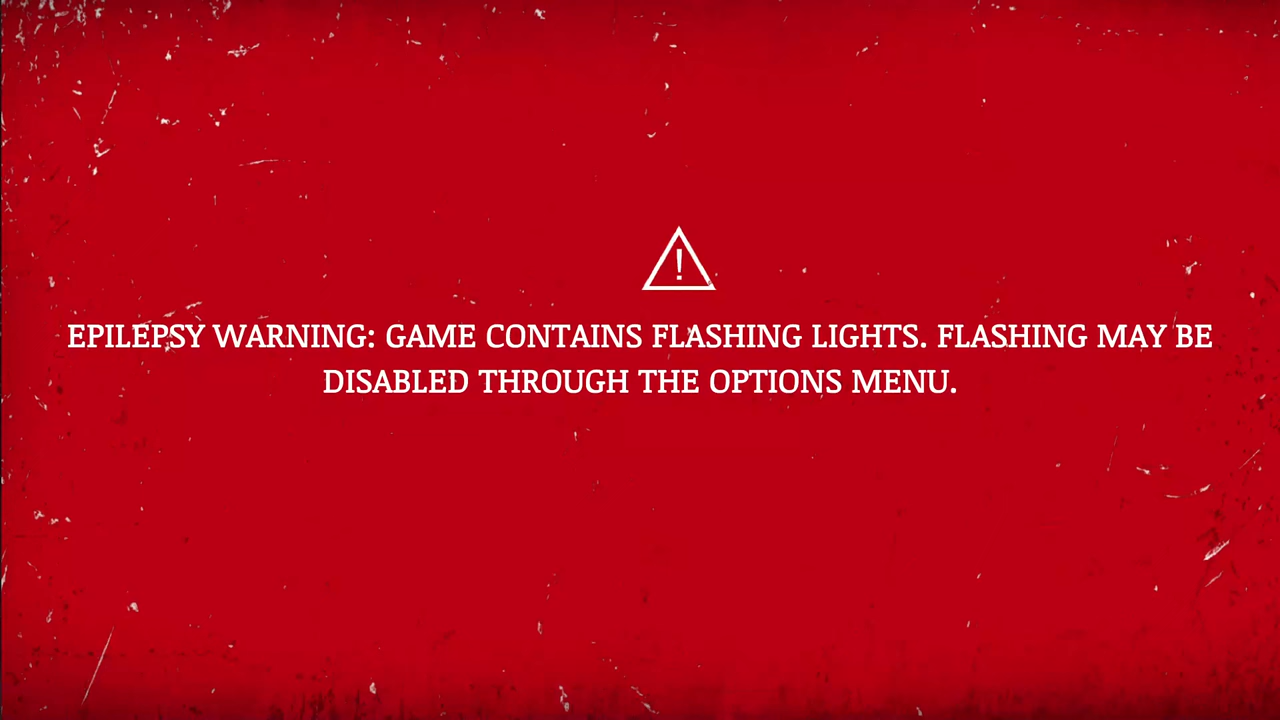 EPILEPSY WARNING: GAME CONTAINS FLASHING LIGHTS. FLASHING MAY BE
DISABLED THROUGH THE OPTIONS MENU.